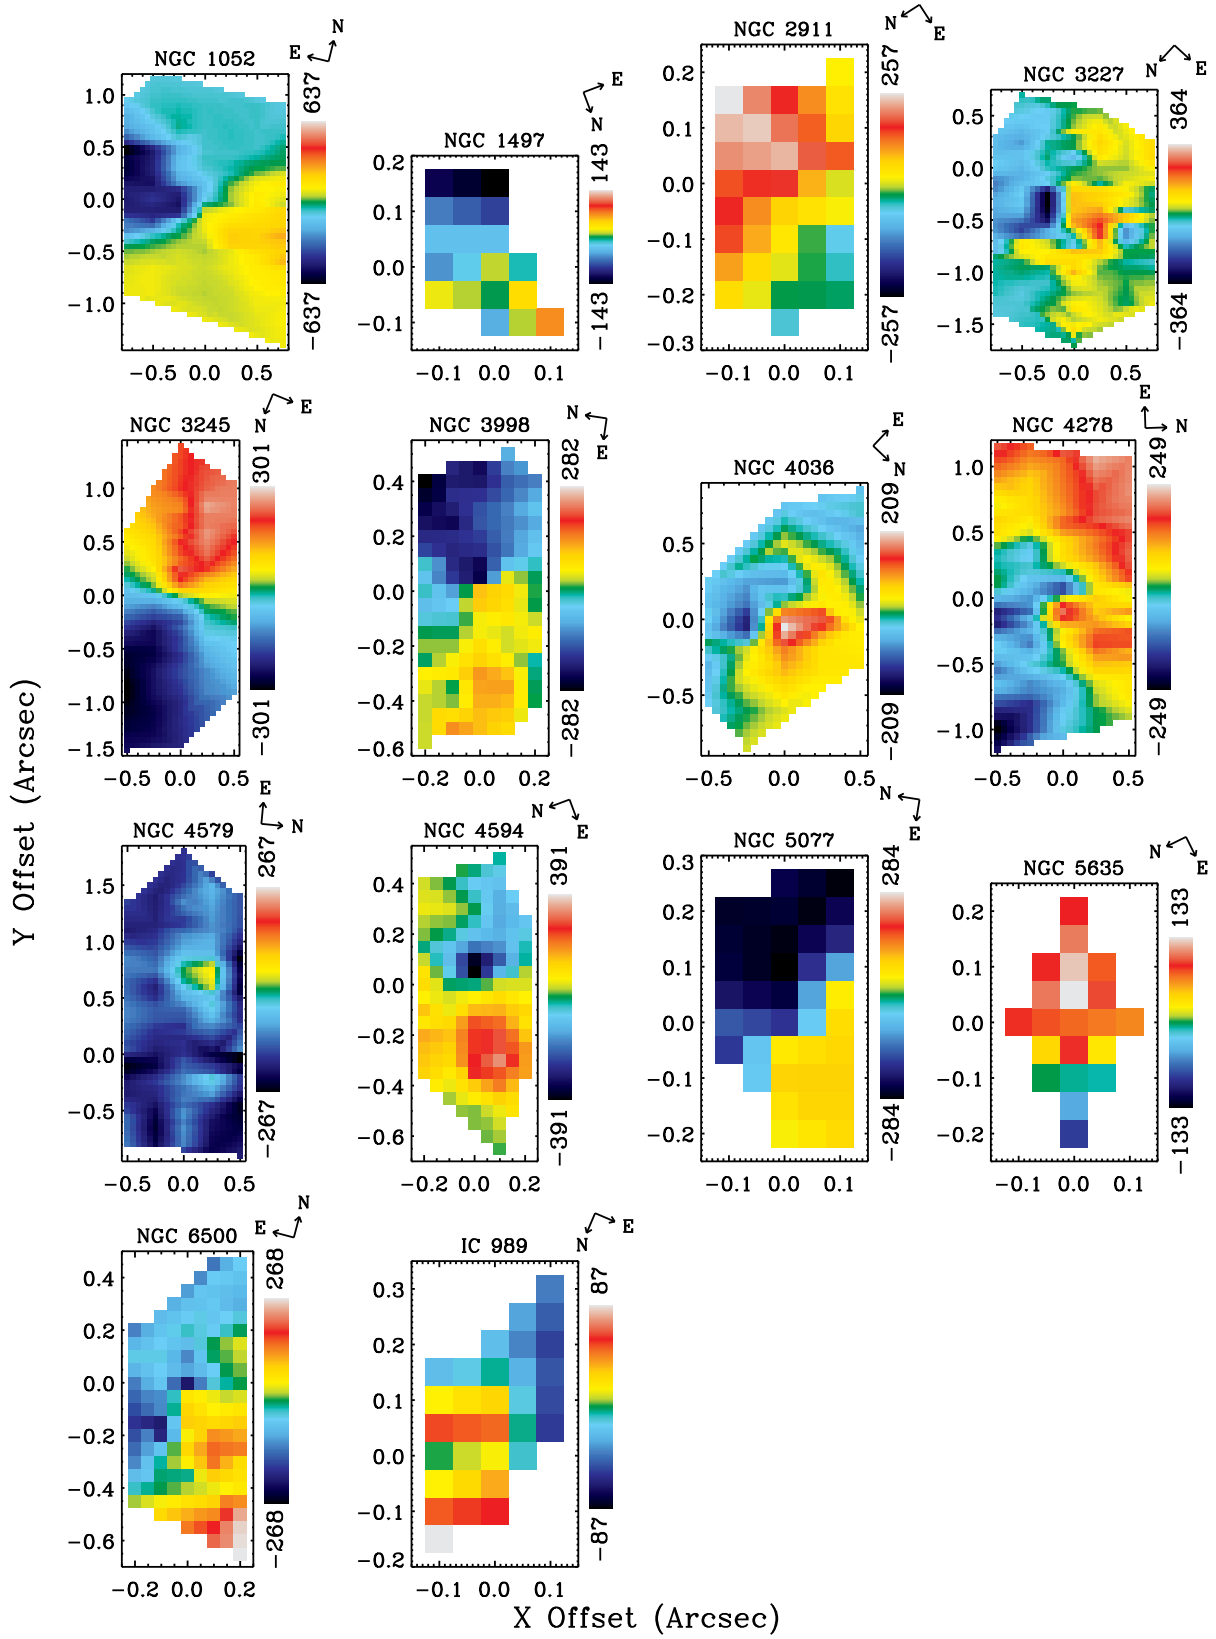 NGC 1052
E N
637
−637
1.0
0.5
0.0
−0.5
−1.0
−0.5 0.0 0.5
NGC 1497
E
N
143
−143
0.2
0.1
0.0
−0.1
−0.1 0.0 0.1
NGC 2911
N E
257
−257
0.2
0.1
0.0
−0.1
−0.2
−0.3
−0.1 0.0 0.1
NGC 3227
N E
364
−364
0.5
0.0
−0.5
−1.0
−1.5
−0.5 0.0 0.5
NGC 3245
N E
301
−301
1.0
0.5
0.0
−0.5
−1.0
−1.5
−0.5 0.0 0.5
NGC 3998
N
E
282
−282
0.4
0.2
0.0
−0.2
−0.4
−0.6
−0.2 0.0 0.2
NGC 4036
E
N
209
−209
0.5
0.0
−0.5
−0.5 0.0 0.5
NGC 4278
E
N
249
−249
1.0
0.5
0.0
−0.5
−1.0
−0.5 0.0 0.5
Y Offset (Arcsec)
NGC 4579
E
N
267
−267
1.5
1.0
0.5
0.0
−0.5
−0.5 0.0 0.5
NGC 4594
N
E
391
−391
0.4
0.2
0.0
−0.2
−0.4
−0.6
−0.2 0.0 0.2
NGC 5077
N
E
284
−284
0.3
0.2
0.1
0.0
−0.1
−0.2
−0.1 0.0 0.1
NGC 5635
N
E
133
−133
0.2
0.1
0.0
−0.1
−0.2
−0.1 0.0 0.1
NGC 6500
E N
268
−268
0.4
0.2
0.0
−0.2
−0.4
−0.6
−0.2 0.0 0.2
IC 989
N E
87
−87
0.3
0.2
0.1
0.0
−0.1
−0.2
−0.1 0.0 0.1
X Offset (Arcsec)